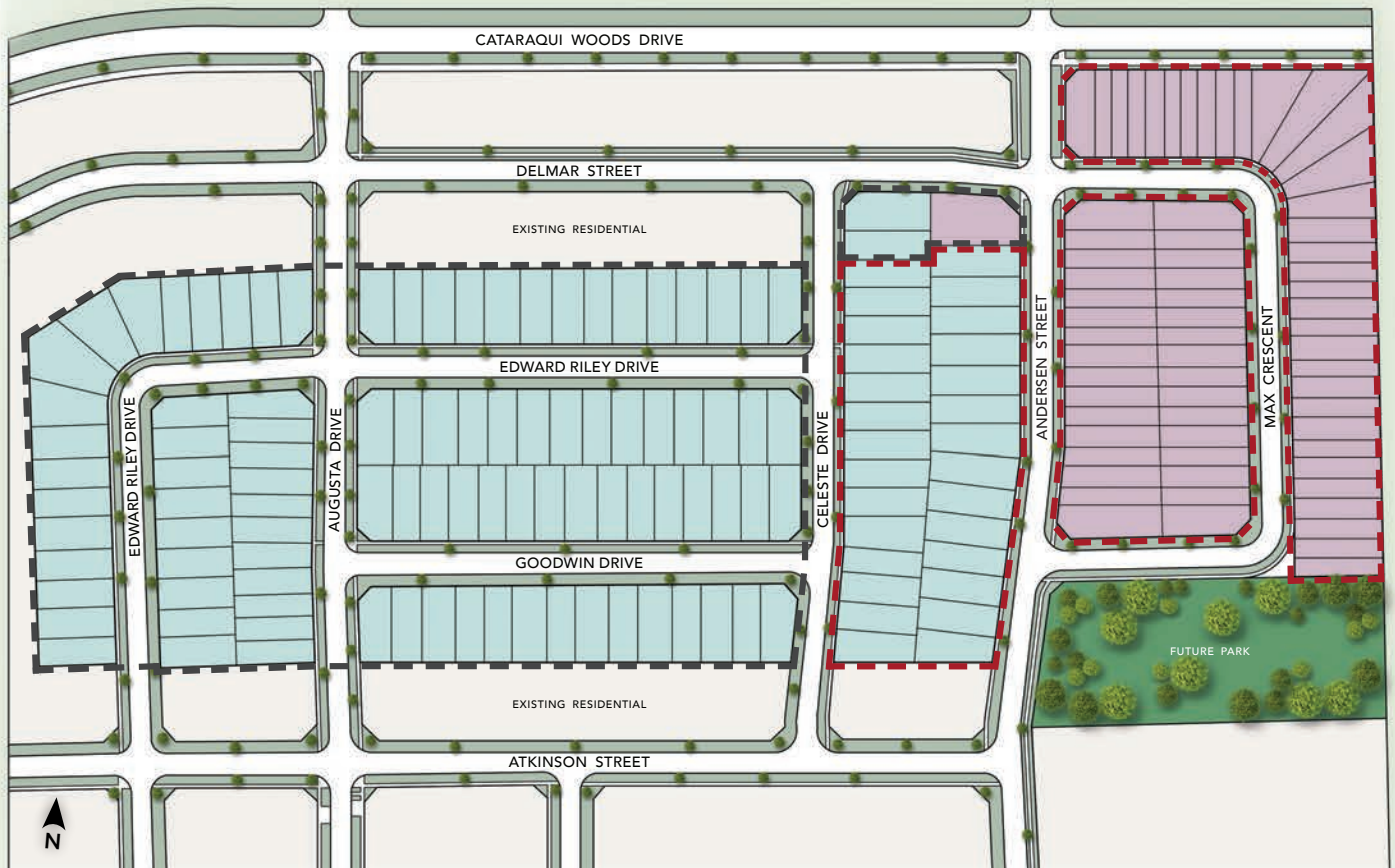 CATARAQUI WOODS DRIVE
DELMAR STREET
EXISTING RESIDENTIAL
EDWARD RILEY DRIVE
EDWARD RILEY DRIVE
AUGUSTA DRIVE
CELESTE DRIVE
ANDERSEN STREET
MAX CRESCENT
GOODWIN DRIVE
FUTURE PARK
EXISTING RESIDENTIAL
ATKINSON STREET
N